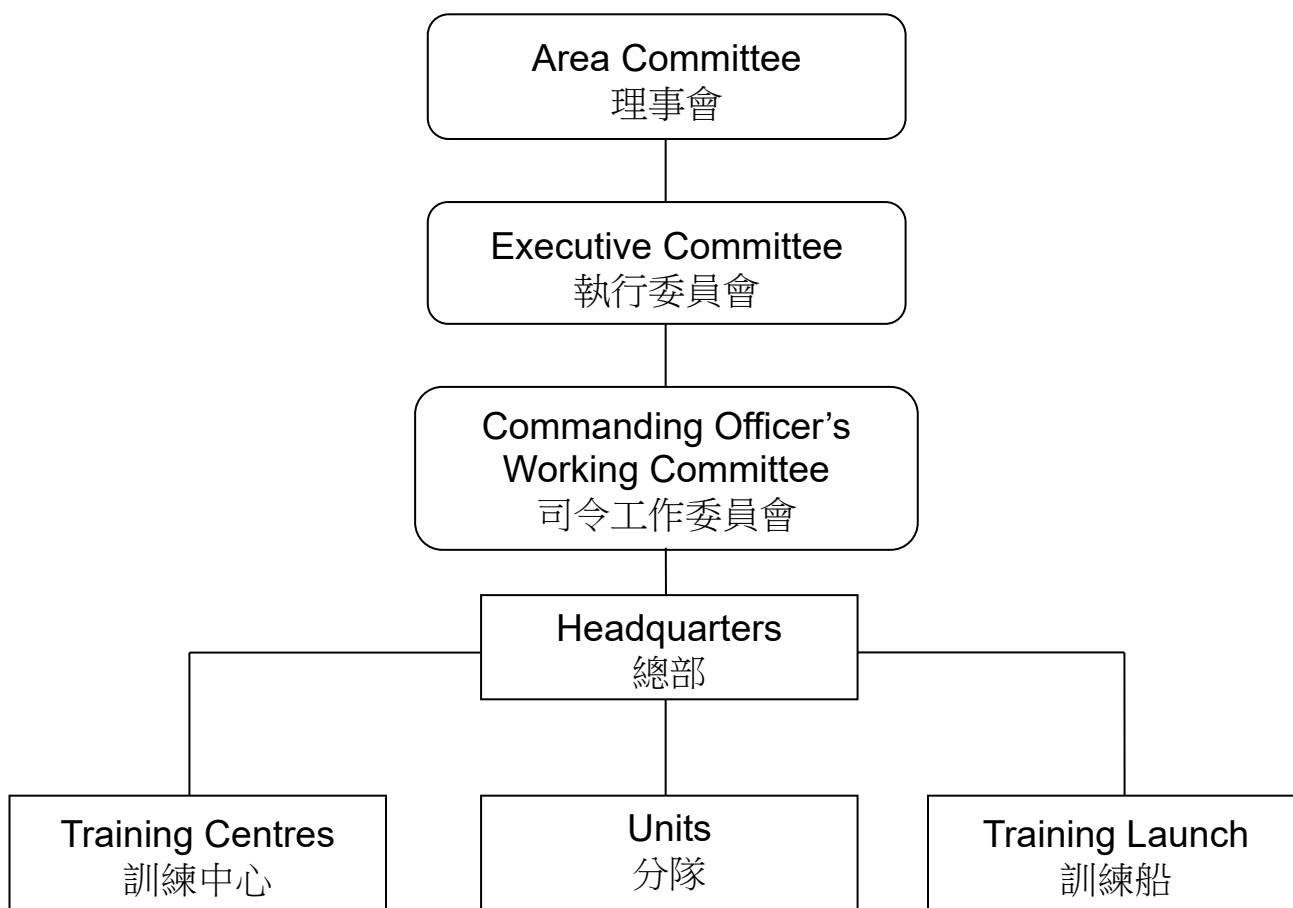 Area Committee
理事會
Executive Committee
執行委員會
Commanding Officer’s
Working Committee
司令工作委員會
Headquarters
總部
Training Centres
訓練中心
Units
分隊
Training Launch
訓練船